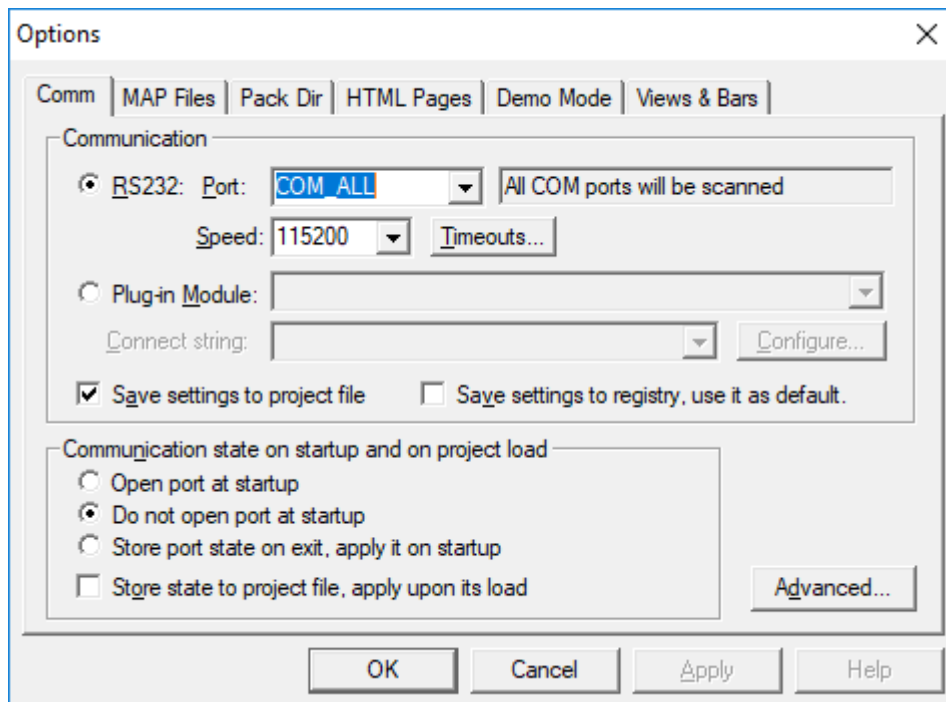 Options
Comm MAP Files Pack Dir HTML Pages Demo Mode Views & Bars
Communication
RS232: Port: COM_ALL All COM ports will be scanned
Speed: 115200 Timeouts...
Plug-in Module:
Connect string: Configure...
Save settings to project file Save settings to registry, use it as default.
Communication state on startup and on project load
Open port at startup
Do not open port at startup
Store port state on exit, apply it on startup
Store state to project file, apply upon its load
Advanced...
OK Cancel Apply Help